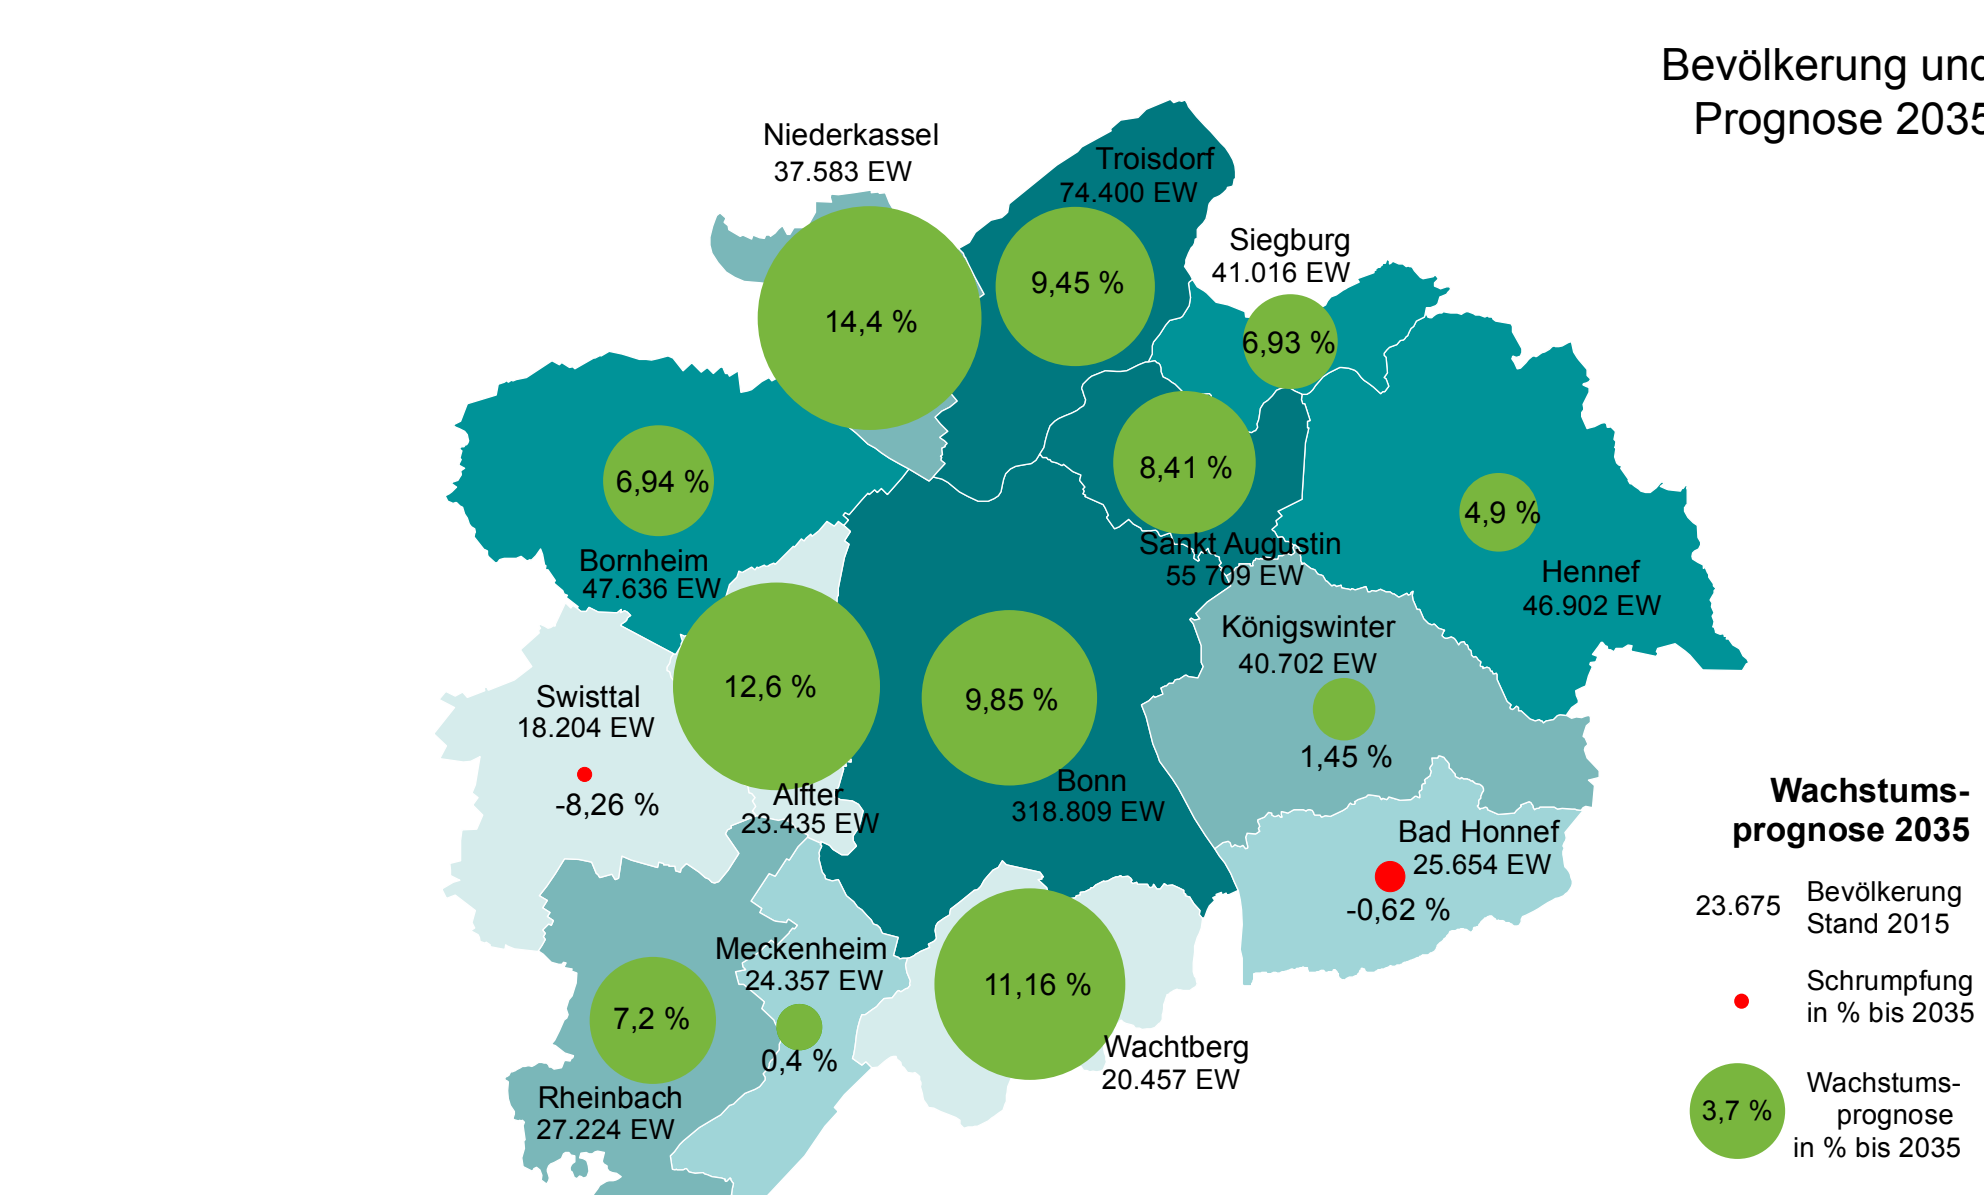 Bevölkerung und
Prognose 2035
Niederkassel
37.583 EW
14,4 %
Troisdorf
74.400 EW
9,45 %
Siegburg
41.016 EW
6,93 %
6,94 %
Bornheim
47.636 EW
8,41 %
Sankt Augustin
55 709 EW
4,9 %
Hennef
46.902 EW
Königswinter
40.702 EW
1,45 %
Swisttal
18.204 EW
-8,26 %
12,6 %
Alfter
23.435 EW
9,85 %
Bonn
318.809 EW
Bad Honnef
25.654 EW
-0,62 %
Meckenheim
24.357 EW
0,4 %
7,2 %
Rheinbach
27.224 EW
11,16 %
Wachtberg
20.457 EW
Wachstums-
prognose 2035
23.675
Bevölkerung
Stand 2015
Schrumpfung
in % bis 2035
3,7 %
Wachstums-
prognose
in % bis 2035